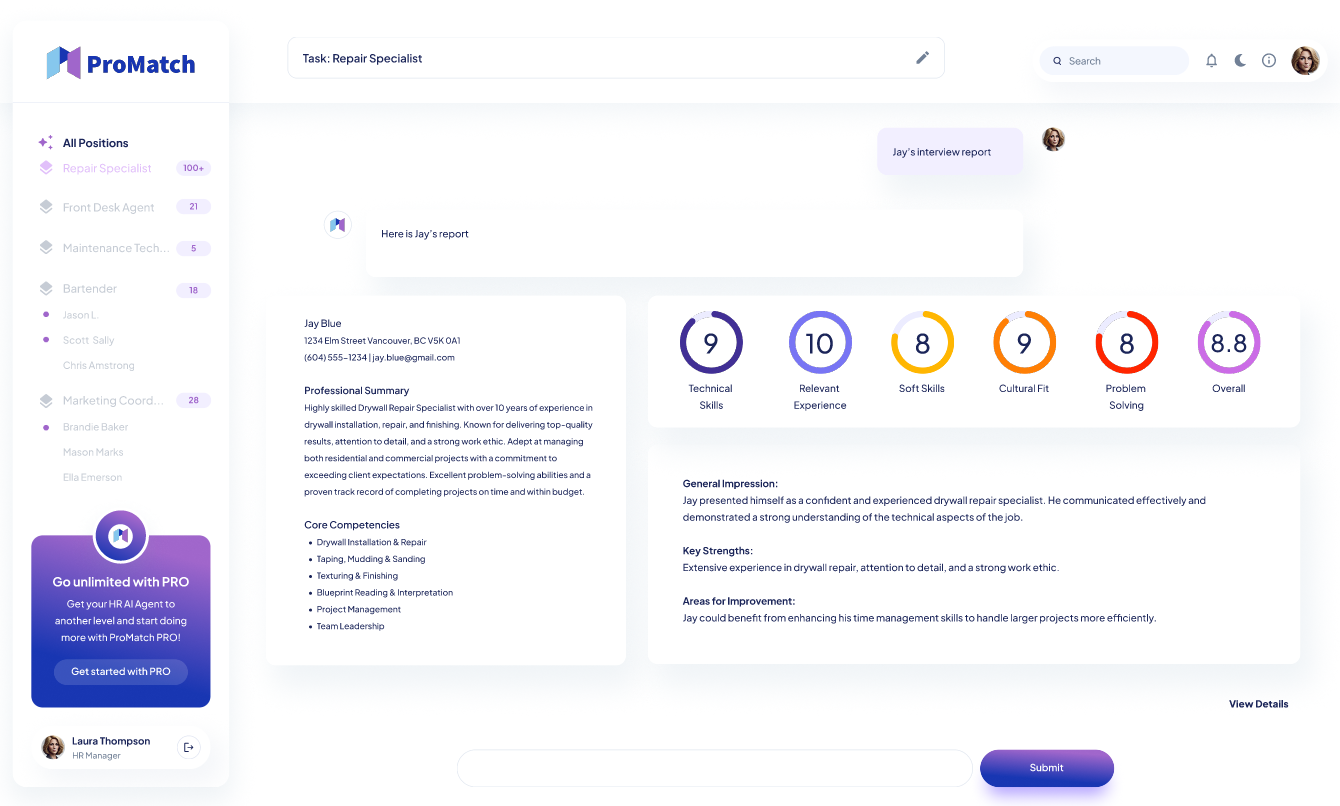 ProMatch
Task: Repair Specialist
Search
All Positions
Repair Specialist 100+
Front Desk Agent 21
Maintenance Tech... 5
Bartender 18
Jason L.
Scott Sally
Chris Armstrong
Marketing Coord... 28
Brandie Baker
Mason Marks
Ella Emerson
Go unlimited with PRO
Get your HR AI Agent to
another level and start doing
more with ProMatch PRO!
Get started with PRO
Laura Thompson
HR Manager
Jay's interview report
Here is Jay's report
Jay Blue
1234 Elm Street Vancouver, BC V5K 0A1
(604) 555-1234 | jay.blue@gmail.com
Professional Summary
Highly skilled Drywall Repair Specialist with over 10 years of experience in
drywall installation, repair, and finishing. Known for delivering top-quality
results, attention to detail, and a strong work ethic. Adept at managing
both residential and commercial projects with a commitment to
exceeding client expectations. Excellent problem-solving abilities and a
proven track record of completing projects on time and within budget.
Core Competencies
• Drywall Installation & Repair
• Taping, Mudding & Sanding
• Texturing & Finishing
• Blueprint Reading & Interpretation
• Project Management
• Team Leadership
9
Technical
Skills
10
Relevant
Experience
8
Soft Skills
9
Cultural Fit
8
Problem
Solving
8.8
Overall
General Impression:
Jay presented himself as a confident and experienced drywall repair specialist. He communicated effectively and
demonstrated a strong understanding of the technical aspects of the job.
Key Strengths:
Extensive experience in drywall repair, attention to detail, and a strong work ethic.
Areas for Improvement:
Jay could benefit from enhancing his time management skills to handle larger projects more efficiently.
View Details
Submit